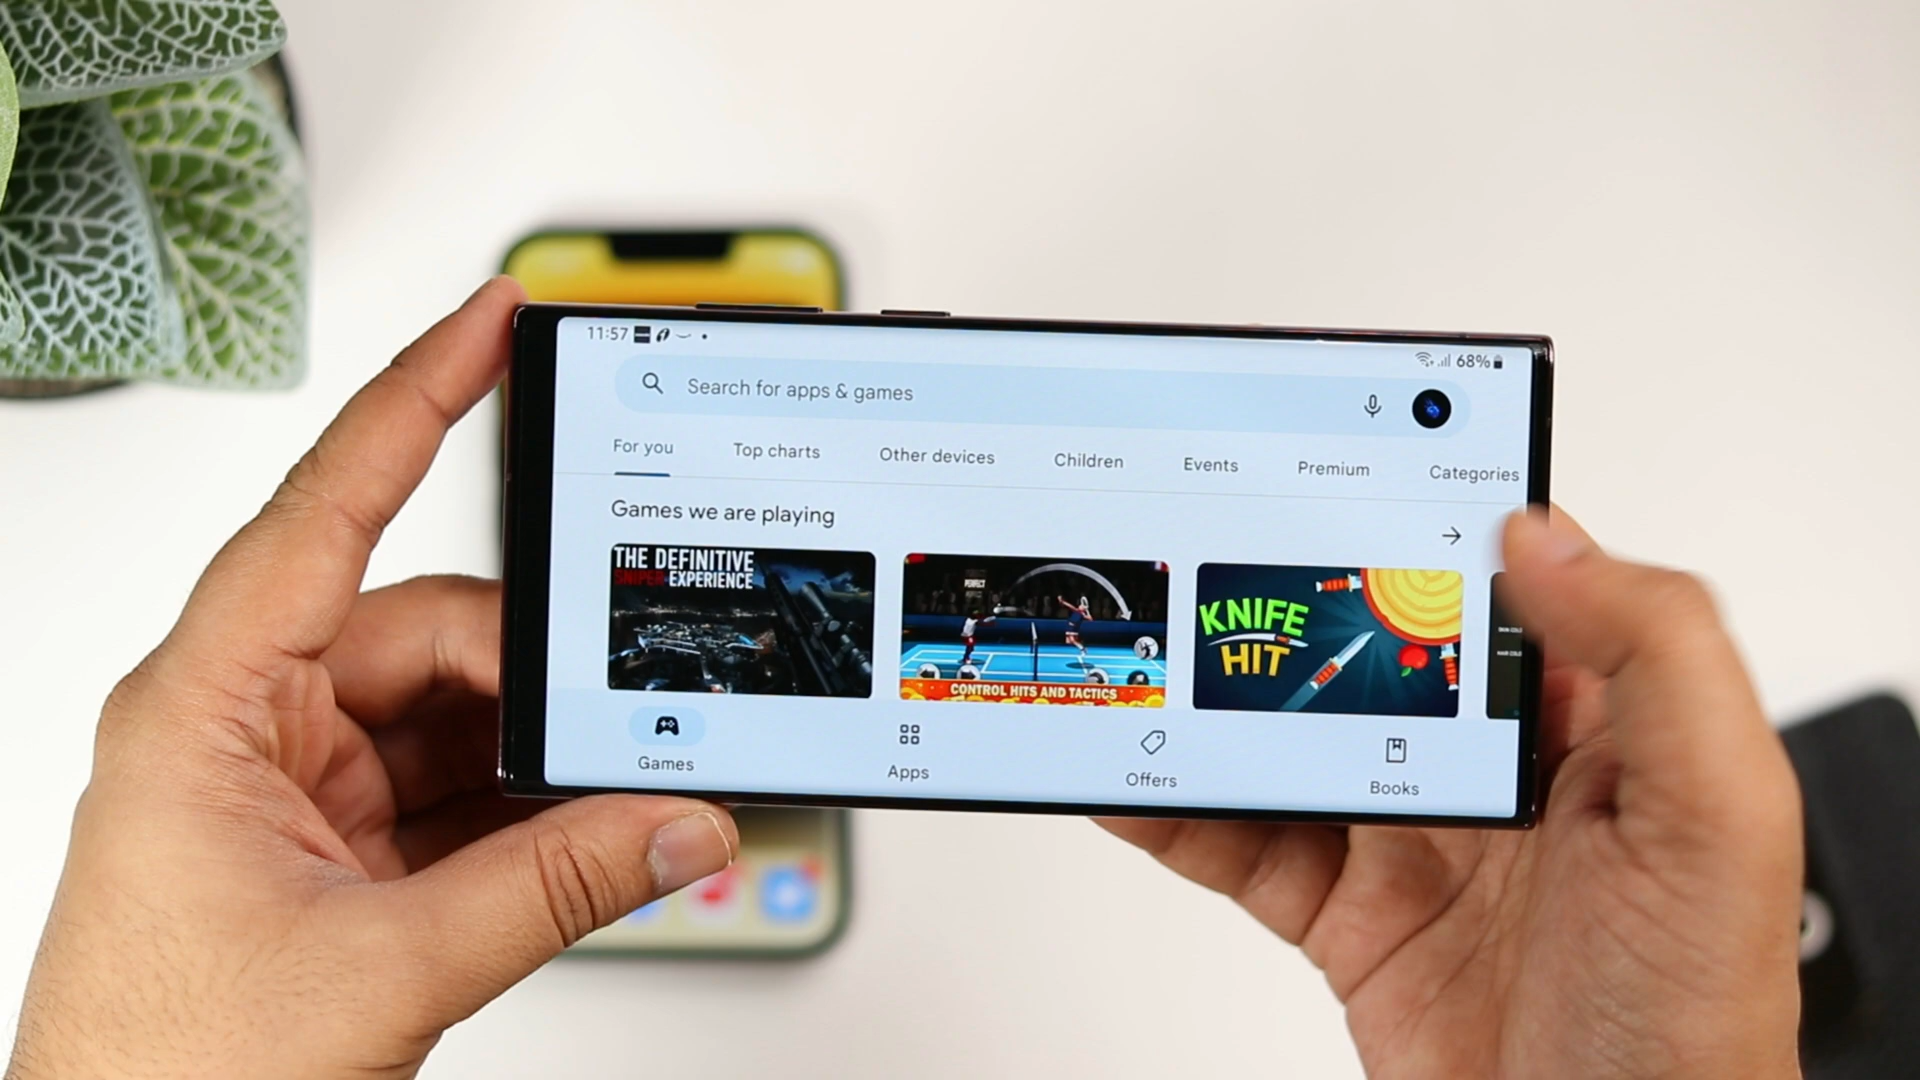 11:57
68%
Search for apps & games
For you
Top charts
Other devices
Children
Events
Premium
Categories
Games we are playing
THE DEFINITIVE
SNIPER EXPERIENCE
PERFECT
CONTROL HITS AND TACTICS
KNIFE
HIT
Games
Apps
Offers
Books